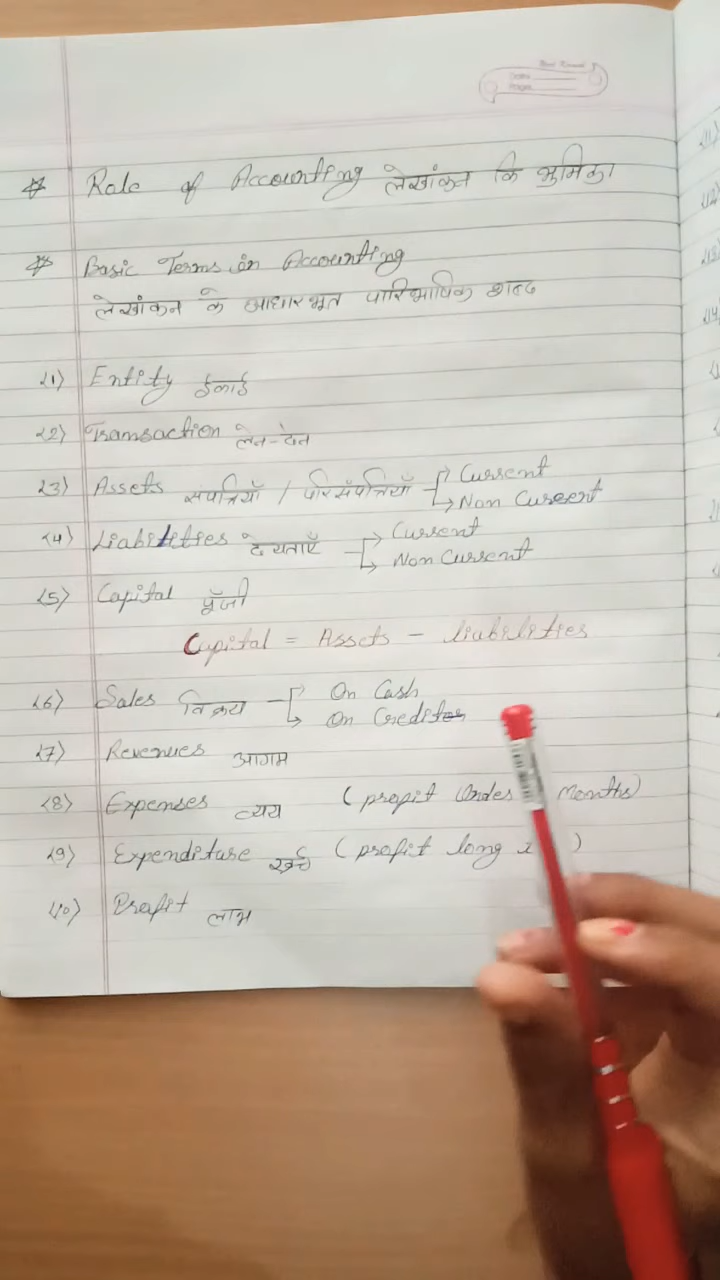 Date
Page
* Role of Accounting लेखांकन कि भुमिका
* Basic Terms in Accounting
लेखांकन के आधारभूत पारिभाषिक शब्द
<1> Entity ईकाई
<2> Transaction लेन-देन
<3> Assets संपत्तियाँ / परिसंपत्तियाँ → Current
→ Non Current
<4> Liabilities देयताएँ → Current
→ Non Current
<5> Capital पूँजी
Capital = Assets - Liabilities
<6> Sales विक्रय → On Cash
→ On Credit
<7> Revenues आगम
<8> Expenses व्यय (profit Under Months)
<9> Expenditure खर्च (profit long )
<10> Profit लाभ